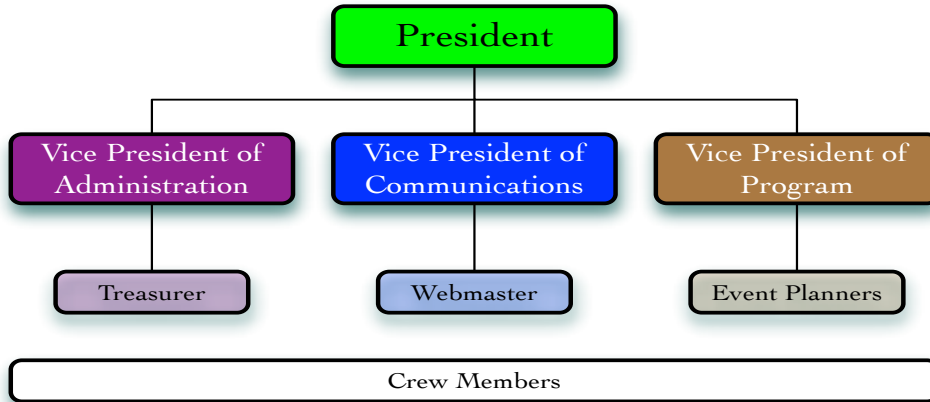 President
Vice President of
Administration
Vice President of
Communications
Vice President of
Program
Treasurer
Webmaster
Event Planners
Crew Members